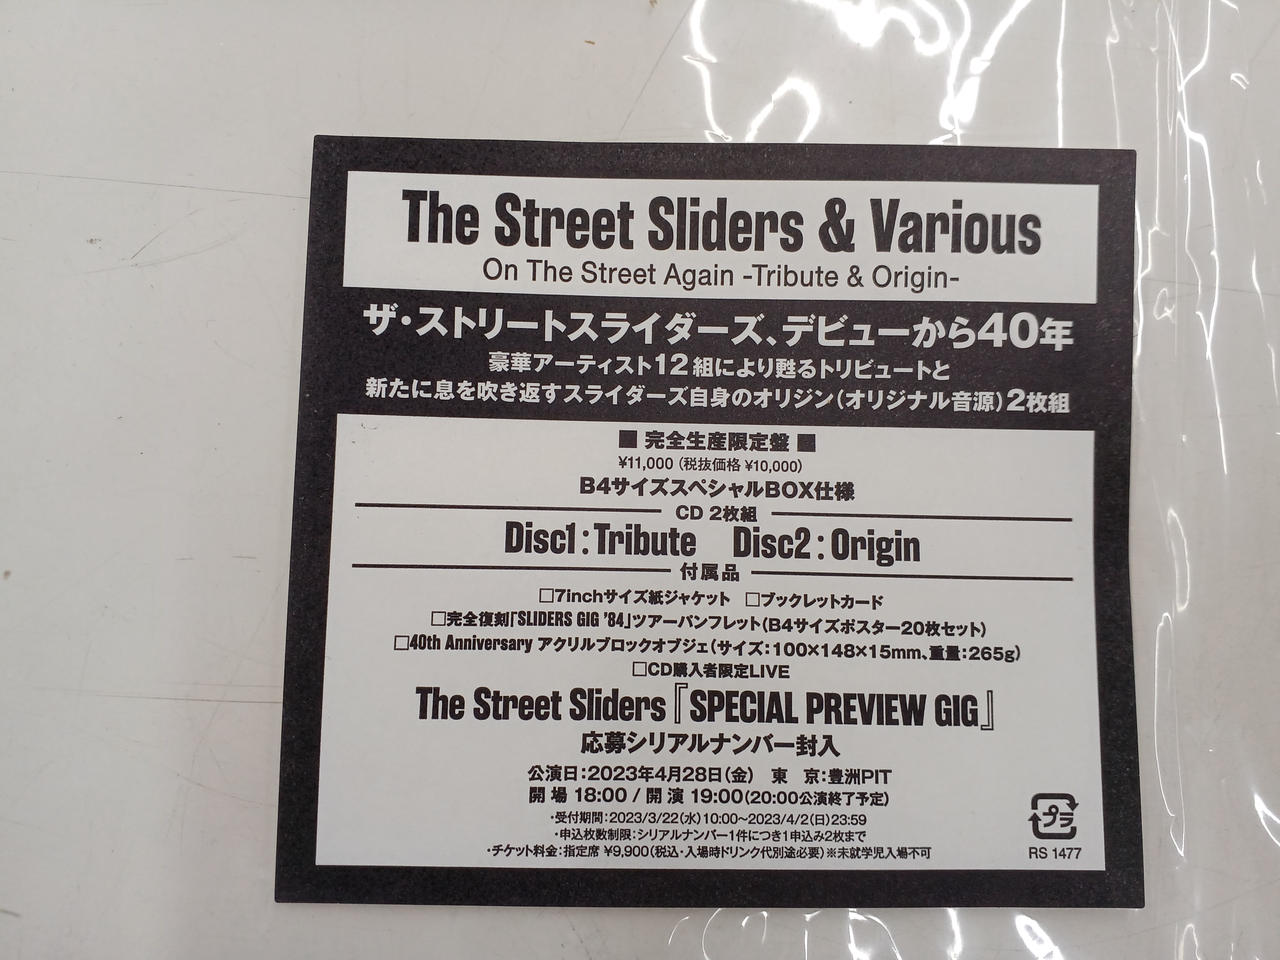 The Street Sliders & Various
On The Street Again -Tribute & Origin-
ザ・ストリートスライダーズ、デビューから40年
豪華アーティスト12組により甦るトリビュートと
新たに息を吹き返すスライダーズ自身のオリジン(オリジナル音源)2枚組
■ 完全生産限定盤 ■
¥11,000(税抜価格 ¥10,000)
B4サイズスペシャルBOX仕様
CD 2枚組
Disc1:Tribute Disc2:Origin
付属品
□7inchサイズ紙ジャケット □ブックレットカード
□完全復刻「SLIDERS GIG '84」ツアーパンフレット(B4サイズポスター20枚セット)
□40th Anniversary アクリルブロックオブジェ(サイズ:100×148×15mm、重量:265g)
□CD購入者限定LIVE
The Street Sliders『SPECIAL PREVIEW GIG』
応募シリアルナンバー封入
公演日:2023年4月28日(金) 東 京:豊洲PIT
開 場 18:00 / 開 演 19:00(20:00公演終了予定)
・受付期間:2023/3/22(水)10:00~2023/4/2(日)23:59
・申込枚数制限:シリアルナンバー1件につき1申込み2枚まで
・チケット料金:指定席 ¥9,900(税込・入場時ドリンク代別途必要)※未就学児入場不可
プラ
RS 1477